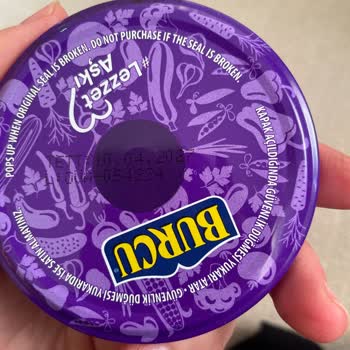 POPS UP WHEN ORIGINAL SEAL IS BROKEN. DO NOT PURCHASE IF THE SEAL IS BROKEN.
KAPAK AÇILDIĞINDA GÜVENLİK DÜĞMESİ YUKARI ATAR • GÜVENLİK DÜĞMESİ YUKARIDA İSE SATIN ALMAYINIZ
#Lezzet
Aşkı
BURCU